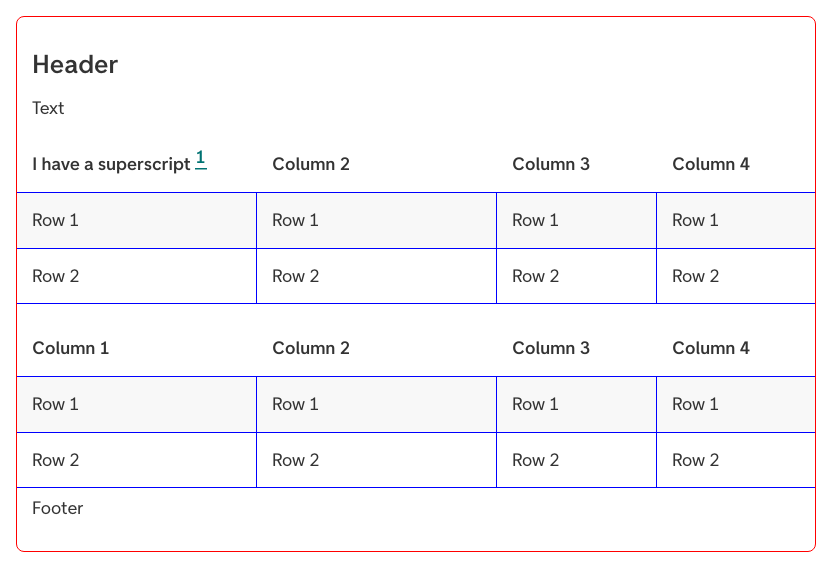 Header
Text
I have a superscript 1 Column 2 Column 3 Column 4
Row 1 Row 1 Row 1 Row 1
Row 2 Row 2 Row 2 Row 2
Column 1 Column 2 Column 3 Column 4
Row 1 Row 1 Row 1 Row 1
Row 2 Row 2 Row 2 Row 2
Footer